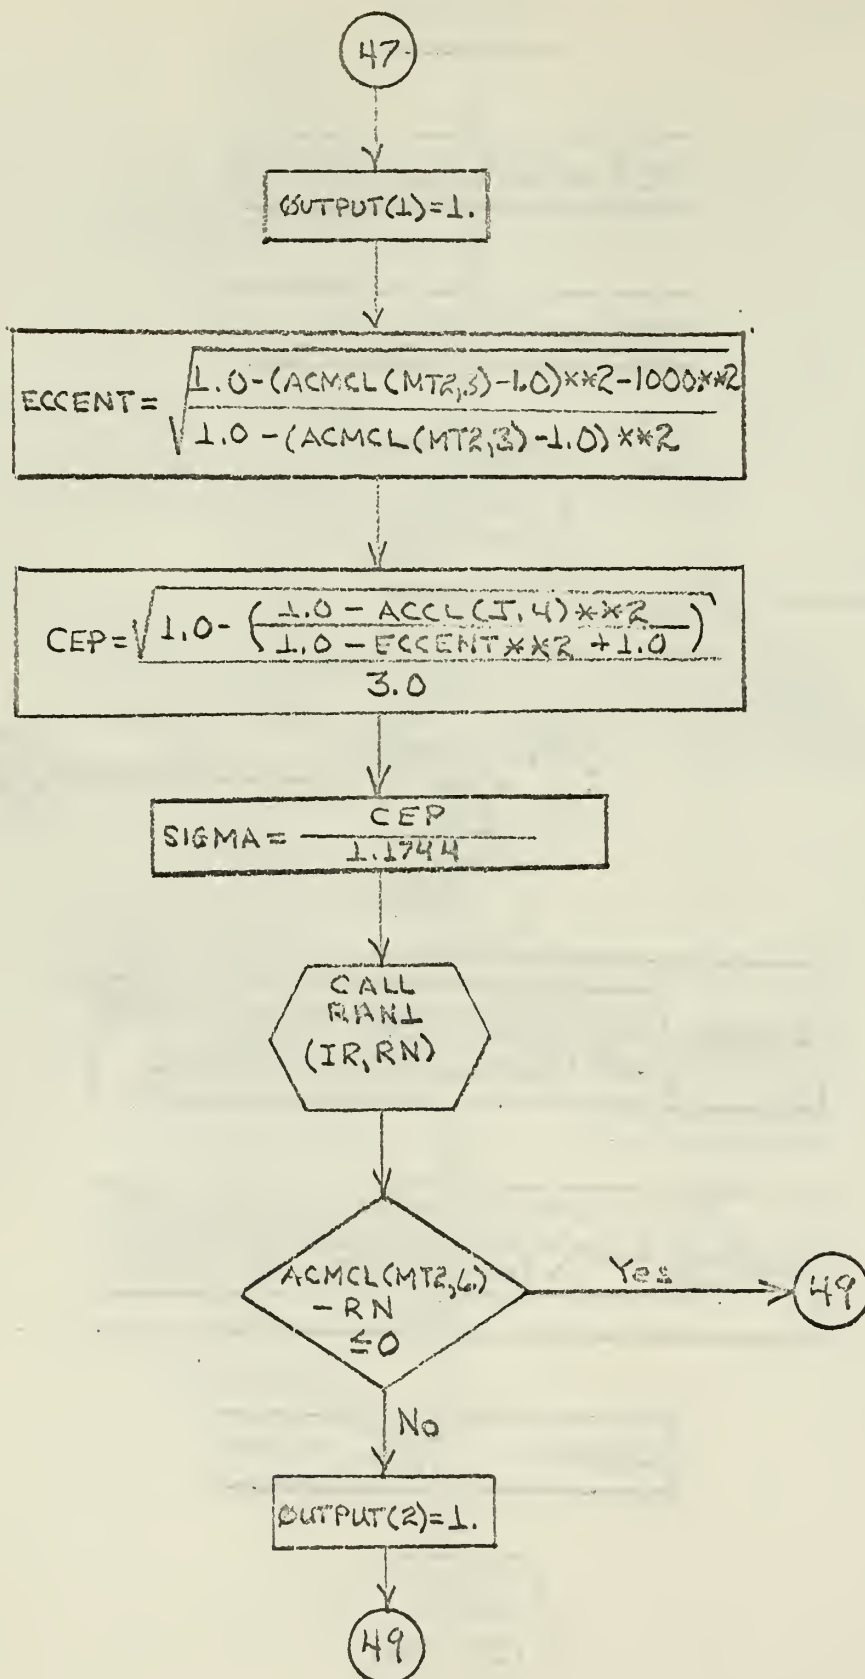 47
ØUTPUT(1)=1.
ECCENT = √
1.0-(ACMCL(MT2,3)-1.0)**2-1000**2
1.0-(ACMCL(MT2,3)-1.0)**2
CEP = √ 1.0-(
1.0-ACCL(I,4)**2
1.0-ECCENT**2+1.0
)
3.0
SIGMA =
CEP
1.1744
CALL
RAN1
(IR,RN)
ACMCL(MT2,6)
-RN
≤0
Yes
49
No
ØUTPUT(2)=1.
49